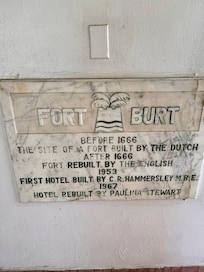 FORT BURT
BEFORE 1666
THE SITE OF A FORT BUILT BY THE DUTCH
AFTER 1666
FORT REBUILT BY THE ENGLISH
1953
FIRST HOTEL BUILT BY C.R. HAMMERSLEY M.B.E.
1967
HOTEL REBUILT BY PAULINA STEWART